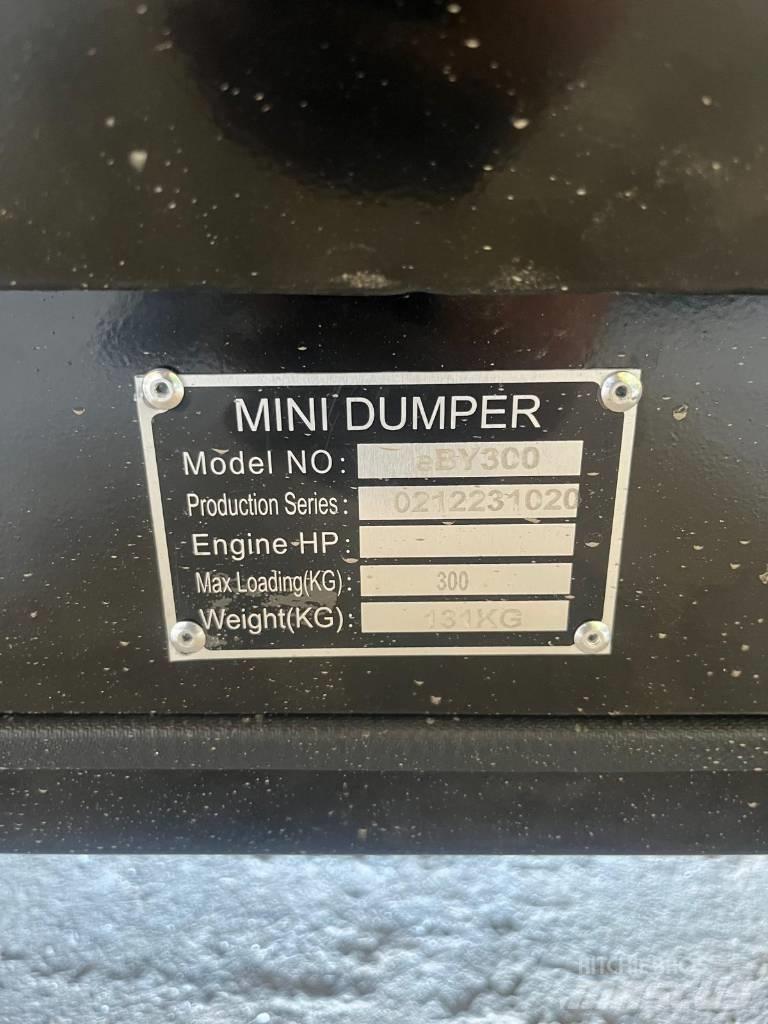 MINI DUMPER
Model NO: eBY300
Production Series: 0212231020
Engine HP:
Max Loading(KG): 300
Weight(KG): 131KG